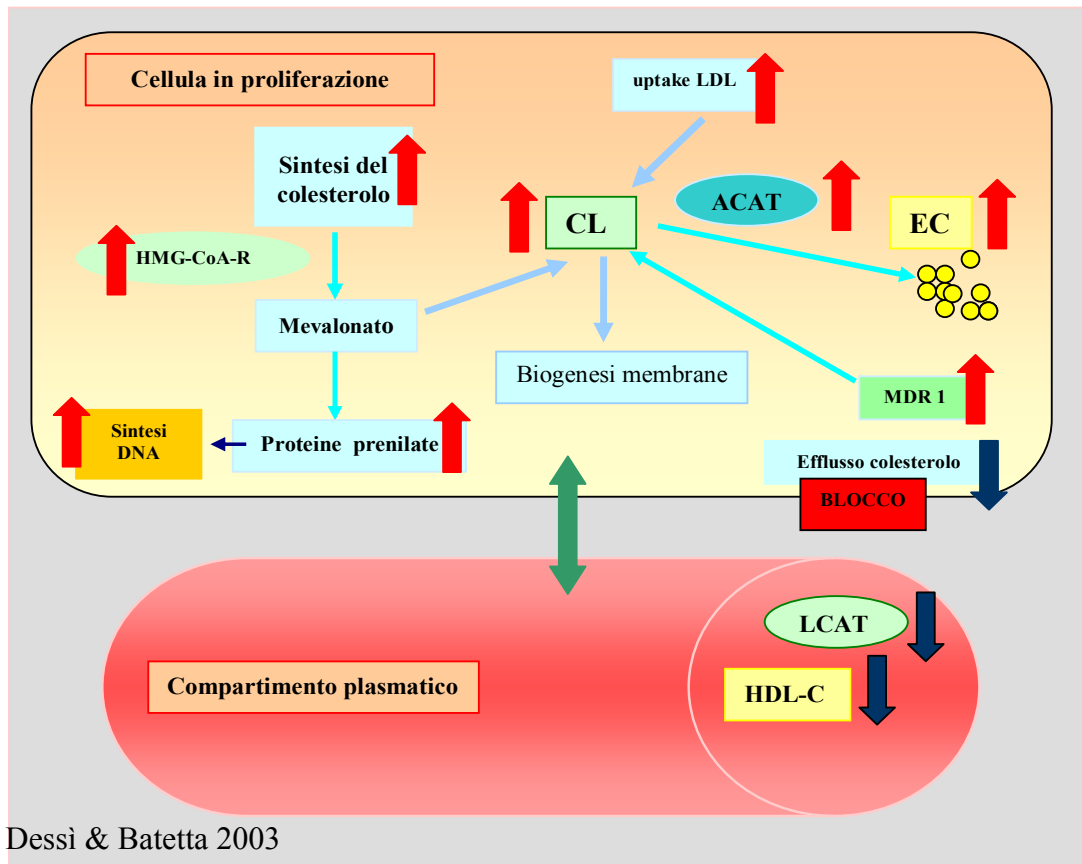 Cellula in proliferazione
uptake LDL
Sintesi del
colesterolo
ACAT
CL
EC
HMG-CoA-R
Mevalonato
Biogenesi membrane
MDR 1
Sintesi
DNA
Proteine prenilate
Efflusso colesterolo
BLOCCO
LCAT
Compartimento plasmatico
HDL-C
Dessì & Batetta 2003